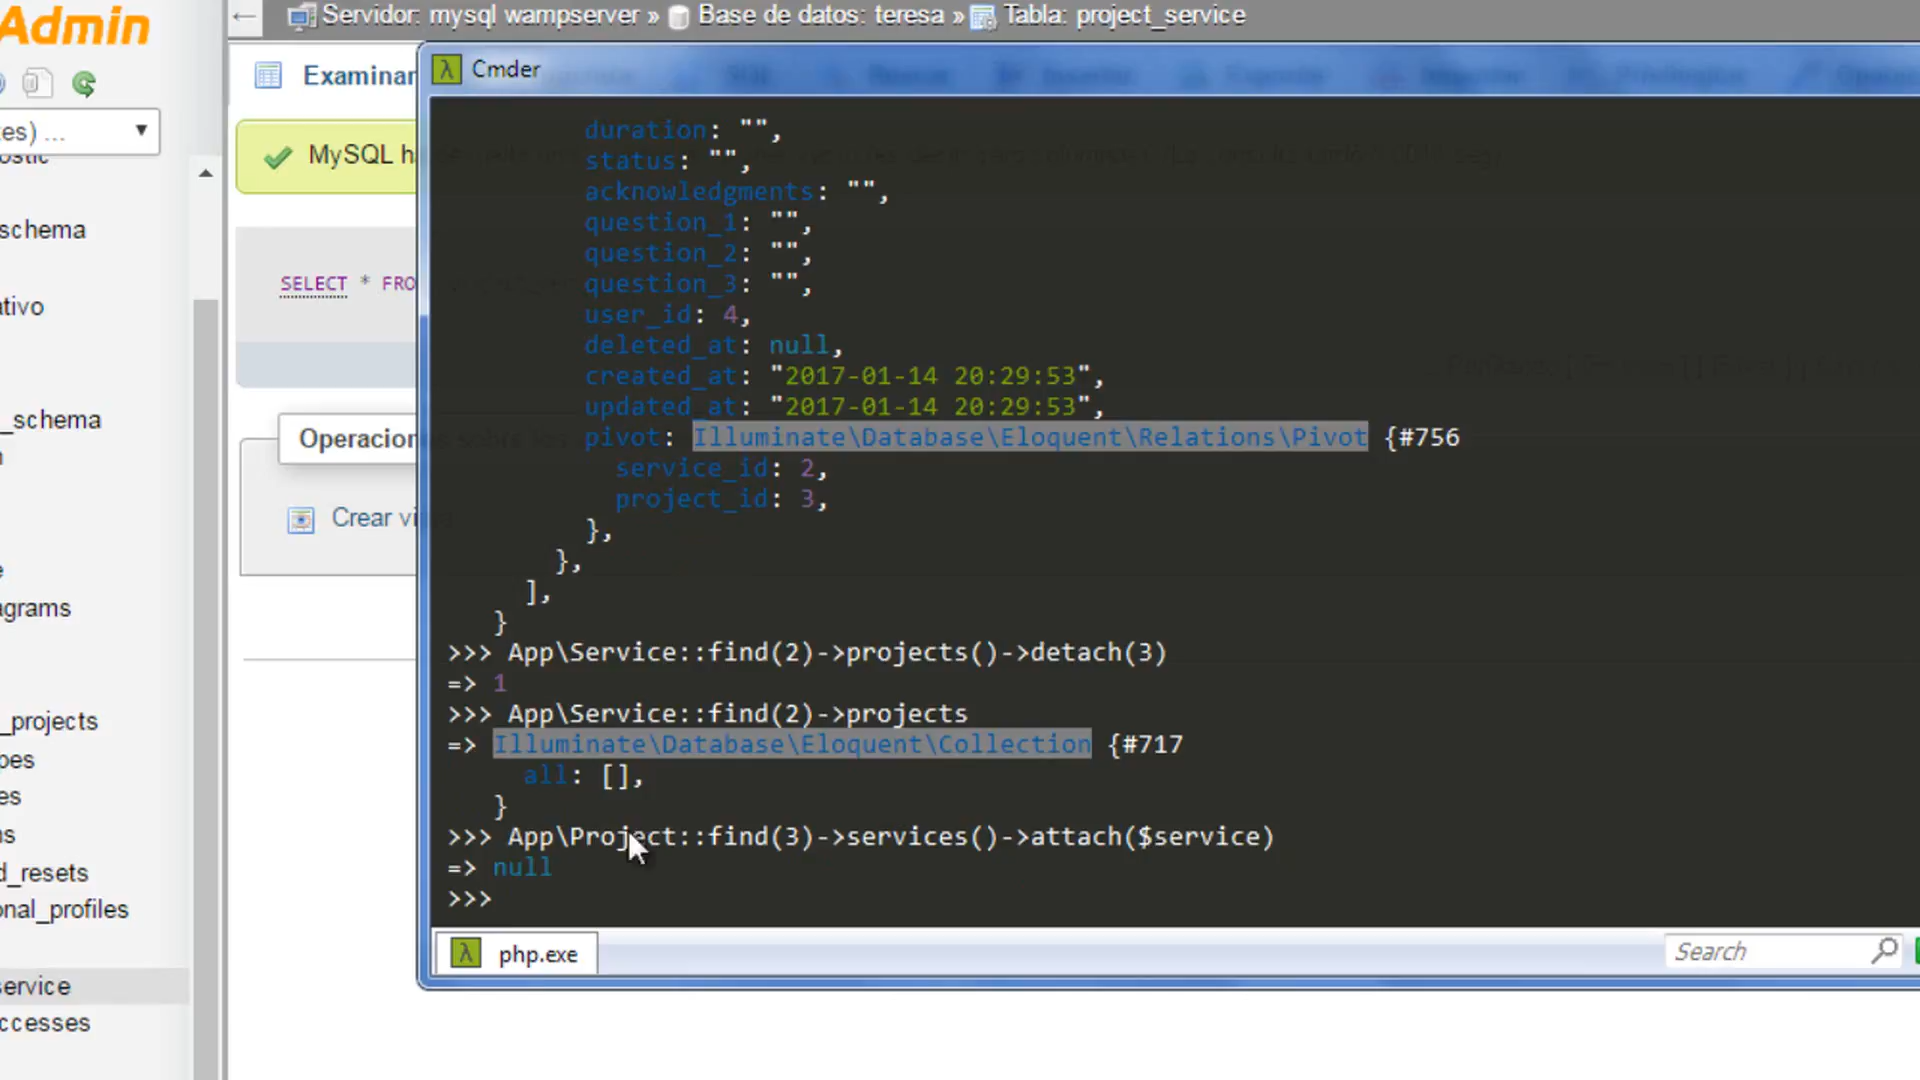 Admin
Servidor: mysql wampserver » Base de datos: teresa » Tabla: project_service
Examinar
Cmder
es) ...
MySQL h
schema
SELECT * FRO
ativo
_schema
Operacion
Crear vi
agrams
_projects
pes
es
d_resets
onal_profiles
ervice
ccesses
duration: "",
status: "",
acknowledgments: "",
question_1: "",
question_2: "",
question_3: "",
user_id: 4,
deleted_at: null,
created_at: "2017-01-14 20:29:53",
updated_at: "2017-01-14 20:29:53",
pivot: Illuminate\Database\Eloquent\Relations\Pivot {#756
service_id: 2,
project_id: 3,
},
},
],
}
>>> App\Service::find(2)->projects()->detach(3)
=> 1
>>> App\Service::find(2)->projects
=> Illuminate\Database\Eloquent\Collection {#717
all: [],
}
>>> App\Project::find(3)->services()->attach($service)
=> null
>>>
php.exe
Search